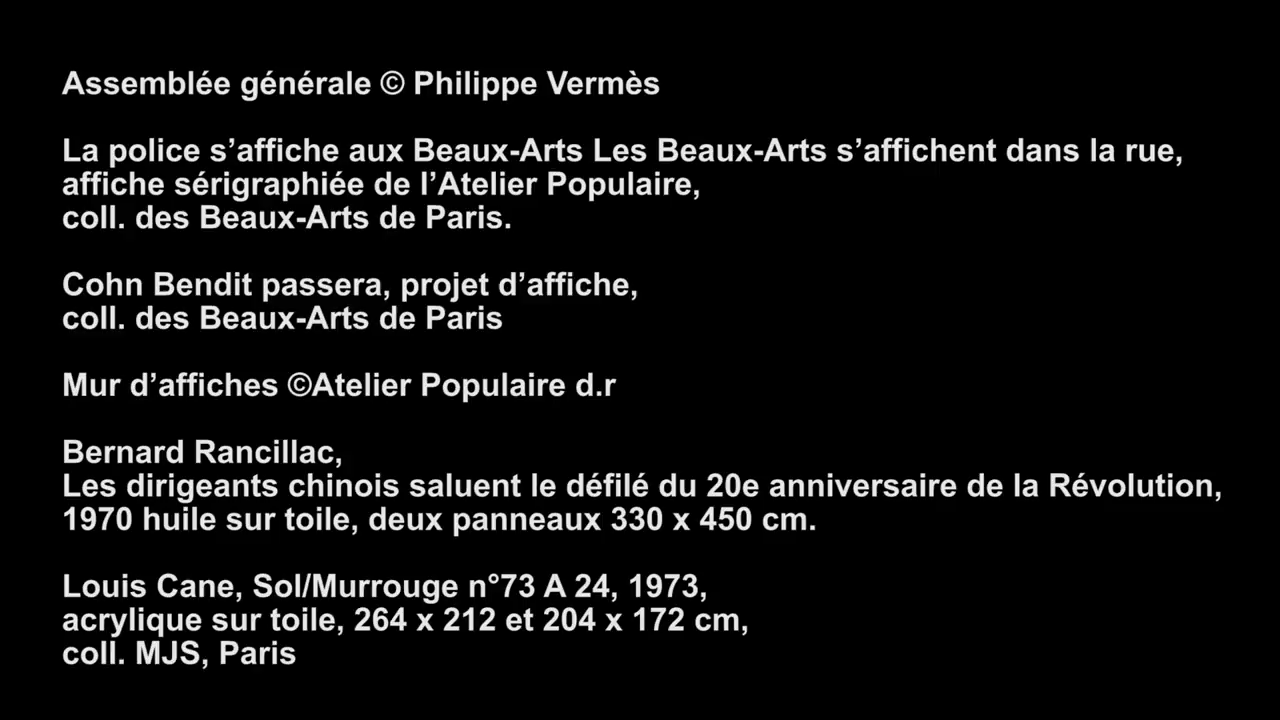 Assemblée générale © Philippe Vermès
La police s’affiche aux Beaux-Arts Les Beaux-Arts s’affichent dans la rue,
affiche sérigraphiée de l’Atelier Populaire,
coll. des Beaux-Arts de Paris.
Cohn Bendit passera, projet d’affiche,
coll. des Beaux-Arts de Paris
Mur d’affiches ©Atelier Populaire d.r
Bernard Rancillac,
Les dirigeants chinois saluent le défilé du 20e anniversaire de la Révolution,
1970 huile sur toile, deux panneaux 330 x 450 cm.
Louis Cane, Sol/Murrouge n°73 A 24, 1973,
acrylique sur toile, 264 x 212 et 204 x 172 cm,
coll. MJS, Paris